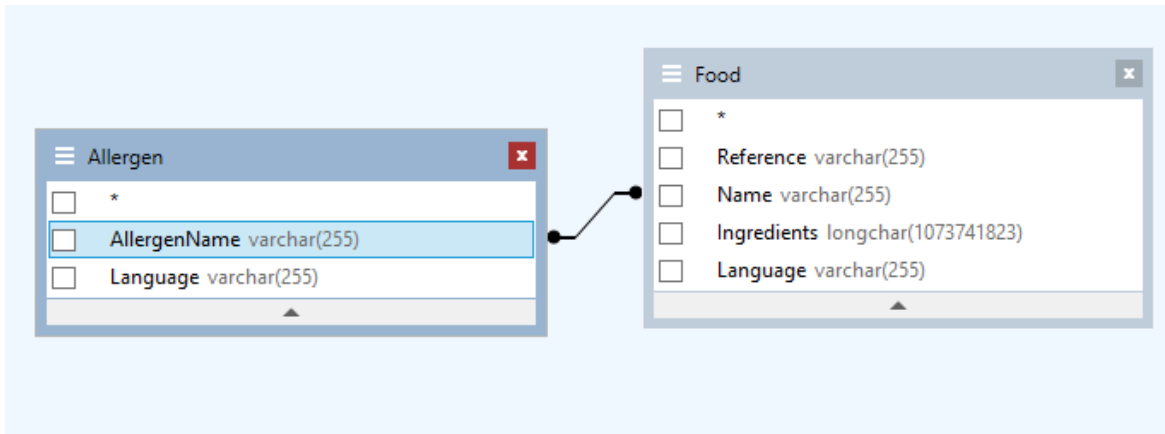 Allergen
*
AllergenName varchar(255)
Language varchar(255)
Food
*
Reference varchar(255)
Name varchar(255)
Ingredients longchar(1073741823)
Language varchar(255)